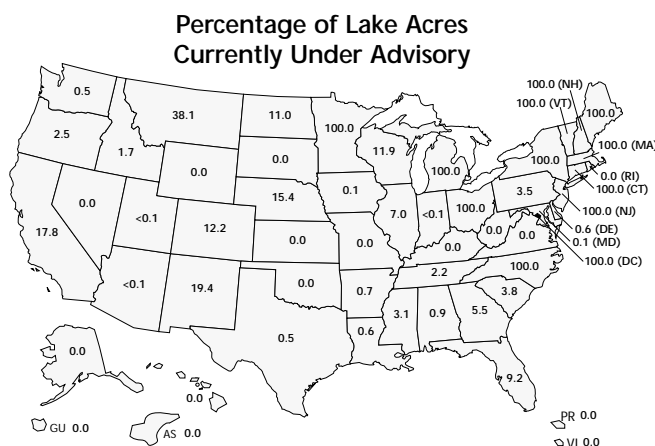 Percentage of Lake Acres
Currently Under Advisory
100.0 (NH)
100.0 (VT)
0.5
38.1
11.0
100.0
100.0
2.5
1.7
0.0
0.0
11.9
100.0
100.0
100.0 (MA)
0.0 (RI)
100.0 (CT)
0.0
<0.1
15.4
0.1
7.0
<0.1
100.0
3.5
100.0 (NJ)
0.6 (DE)
0.1 (MD)
100.0 (DC)
17.8
12.2
0.0
0.0
0.0
0.0
0.0
<0.1
19.4
0.0
0.7
2.2
100.0
3.8
0.5
0.6
3.1
0.9
5.5
9.2
0.0
0.0
GU 0.0
AS 0.0
PR 0.0
VI 0.0